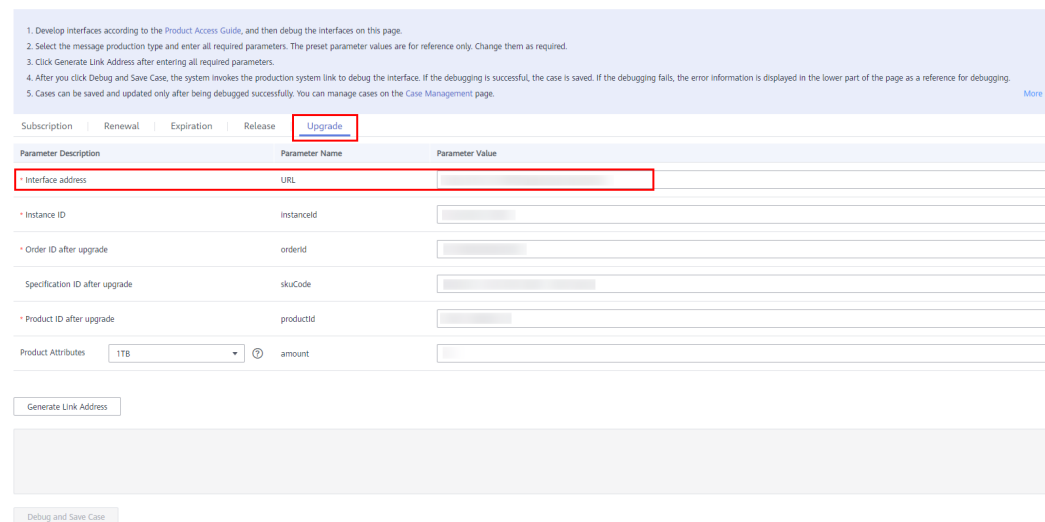 1. Develop interfaces according to the Product Access Guide, and then debug the interfaces on this page.
2. Select the message production type and enter all required parameters. The preset parameter values are for reference only. Change them as required.
3. Click Generate Link Address after entering all required parameters.
4. After you click Debug and Save Case, the system invokes the production system link to debug the interface. If the debugging is successful, the case is saved. If the debugging fails, the error information is displayed in the lower part of the page as a reference for debugging.
5. Cases can be saved and updated only after being debugged successfully. You can manage cases on the Case Management page. More
Subscription Renewal Expiration Release Upgrade
Parameter Description Parameter Name Parameter Value
* Interface address URL
* Instance ID instanceId
* Order ID after upgrade orderId
Specification ID after upgrade skuCode
* Product ID after upgrade productId
Product Attributes 1TB ? amount
Generate Link Address
Debug and Save Case